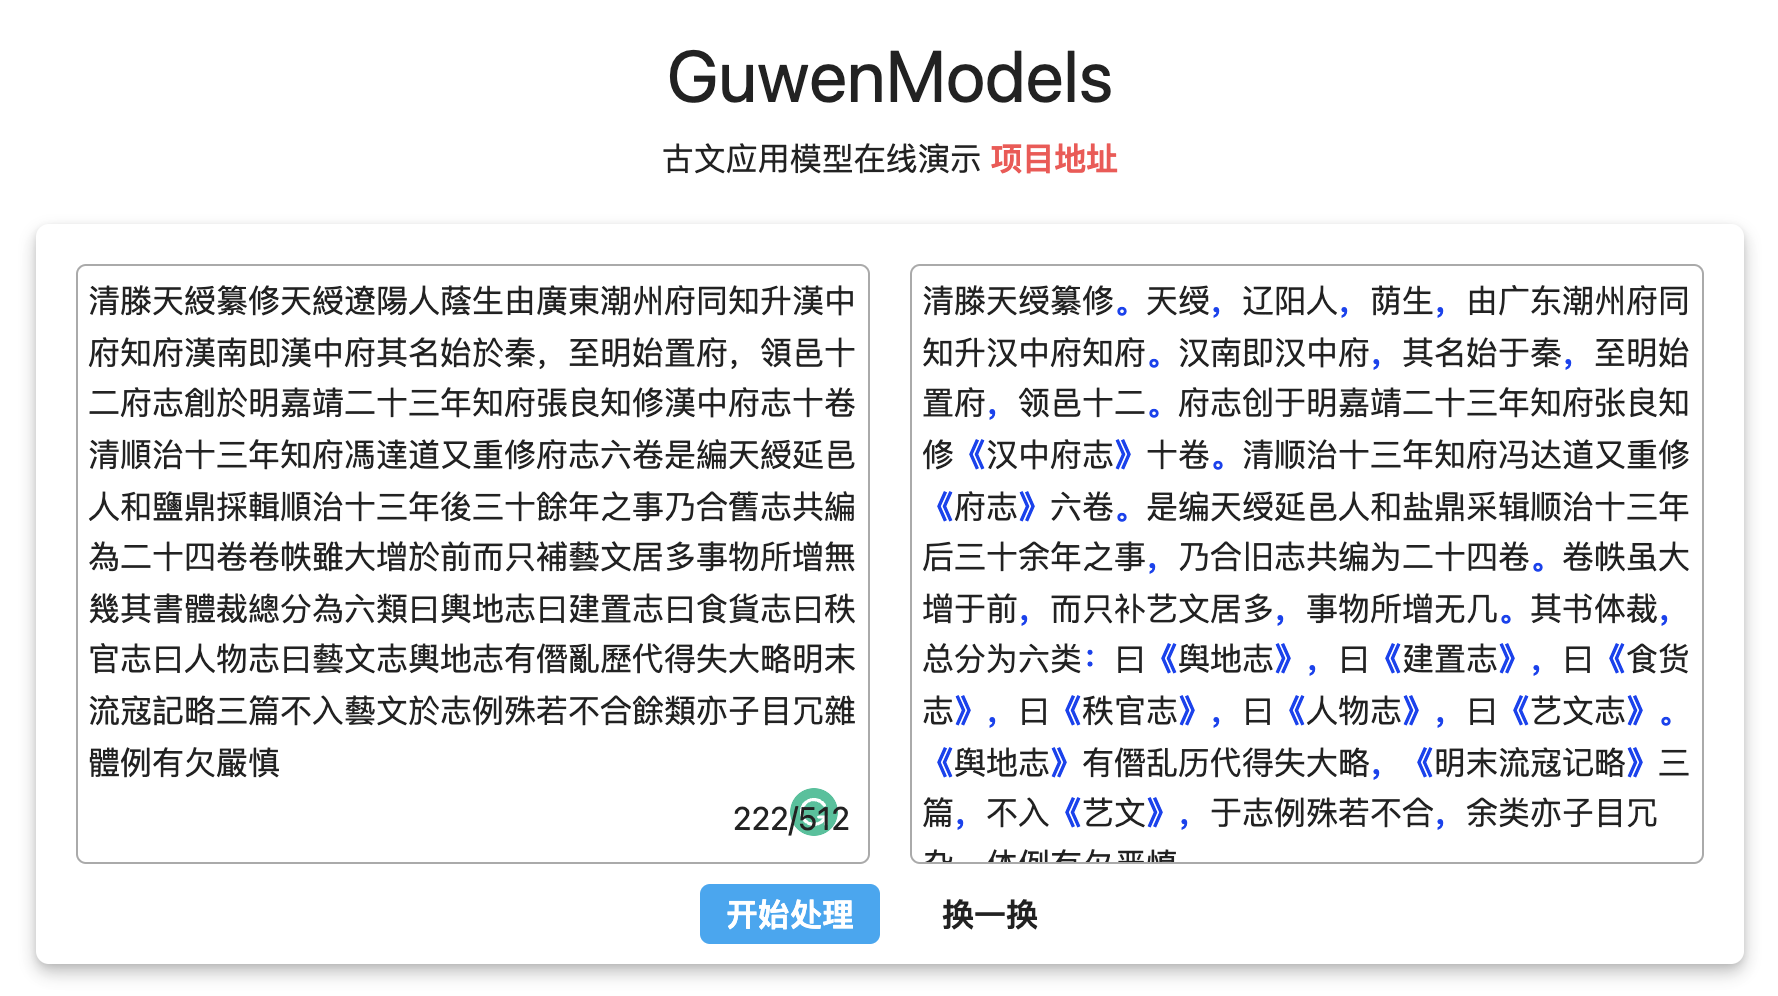 GuwenModels
古文应用模型在线演示 项目地址
清滕天綬纂修天綬遼陽人蔭生由廣東潮州府同知升漢中
府知府漢南即漢中府其名始於秦，至明始置府，領邑十
二府志創於明嘉靖二十三年知府張良知修漢中府志十卷
清順治十三年知府馮達道又重修府志六卷是編天綬延邑
人和鹽鼎採輯順治十三年後三十餘年之事乃合舊志共編
為二十四卷卷帙雖大增於前而只補藝文居多事物所增無
幾其書體裁總分為六類曰輿地志曰建置志曰食貨志曰秩
官志曰人物志曰藝文志輿地志有僭亂歷代得失大略明末
流寇記略三篇不入藝文於志例殊若不合餘類亦子目冗雜
體例有欠嚴慎
222/512
清滕天绶纂修。天绶，辽阳人，荫生，由广东潮州府同
知升汉中府知府。汉南即汉中府，其名始于秦，至明始
置府，领邑十二。府志创于明嘉靖二十三年知府张良知
修《汉中府志》十卷。清顺治十三年知府冯达道又重修
《府志》六卷。是编天绶延邑人和盐鼎采辑顺治十三年
后三十余年之事，乃合旧志共编为二十四卷。卷帙虽大
增于前，而只补艺文居多，事物所增无几。其书体裁，
总分为六类：曰《舆地志》，曰《建置志》，曰《食货
志》，曰《秩官志》，曰《人物志》，曰《艺文志》。
《舆地志》有僭乱历代得失大略，《明末流寇记略》三
篇，不入《艺文》，于志例殊若不合，余类亦子目冗
杂，体例有欠严慎
开始处理
换一换